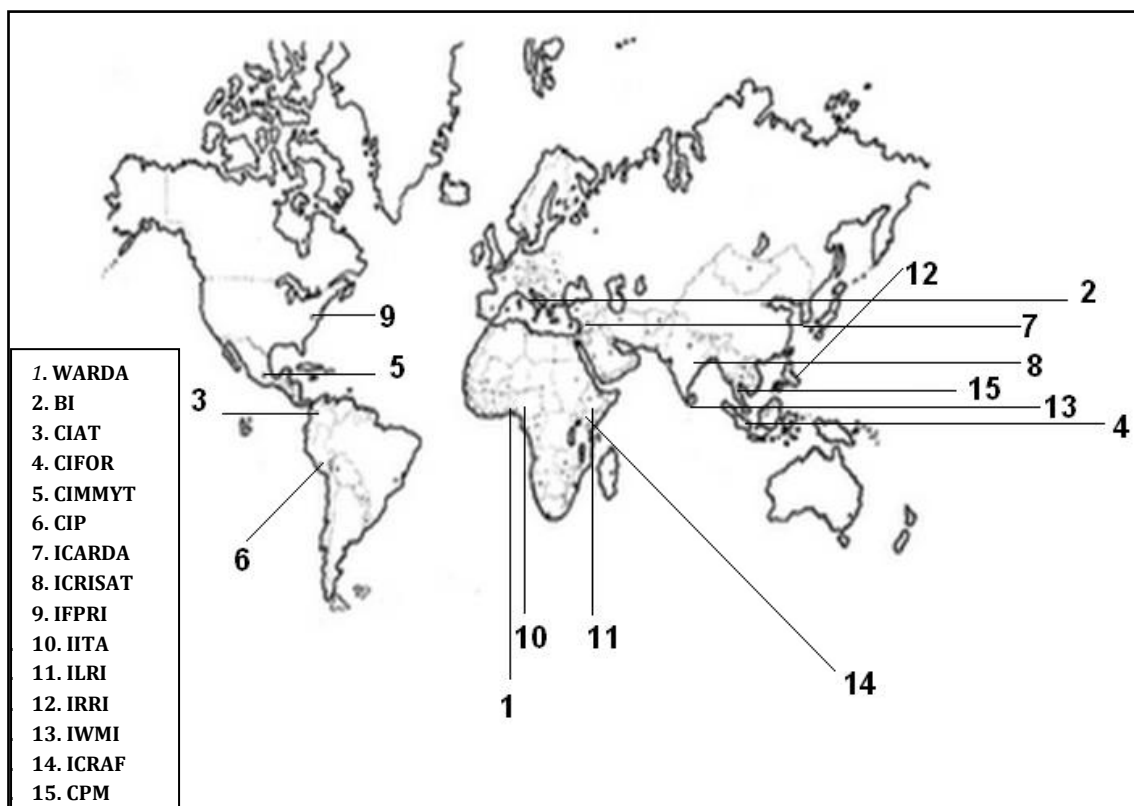 12
2
9
7
5
8
3
15
13
4
6
10
11
14
1
1. WARDA
2. BI
3. CIAT
4. CIFOR
5. CIMMYT
6. CIP
7. ICARDA
8. ICRISAT
9. IFPRI
10. IITA
11. ILRI
12. IRRI
13. IWMI
14. ICRAF
15. CPM